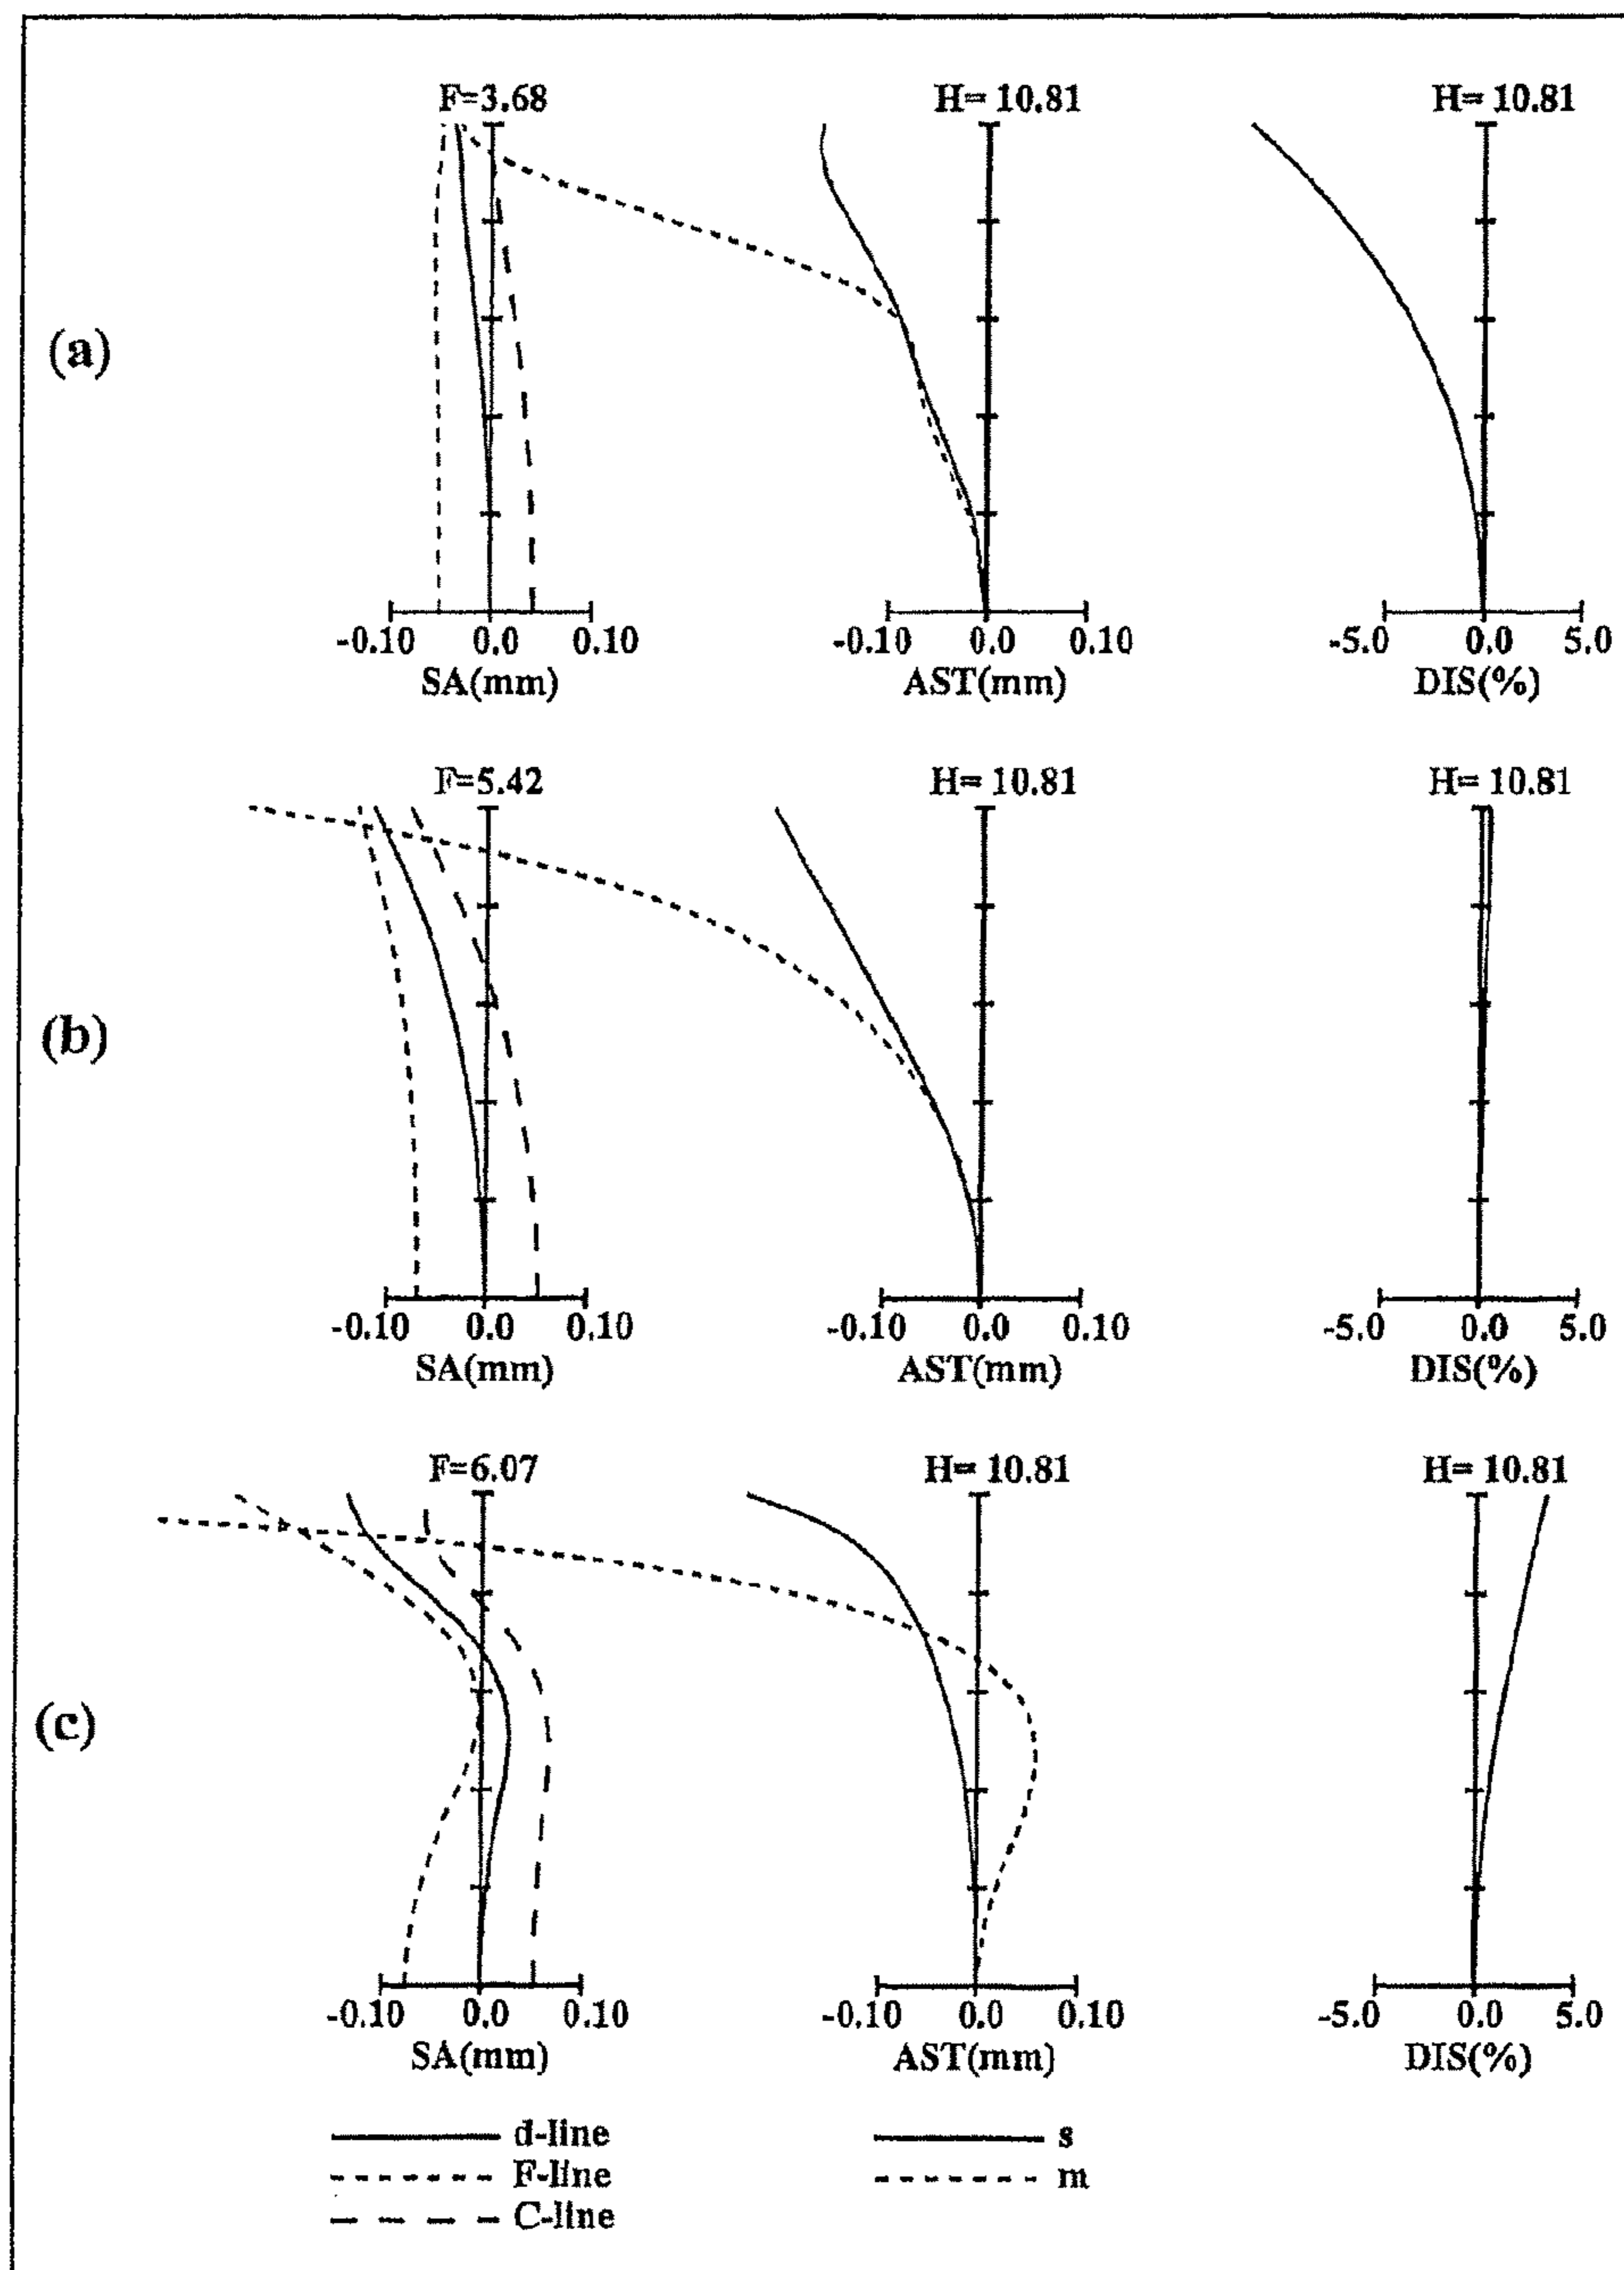 F=3.68 H= 10.81 H= 10.81
(a)
-0.10 0.0 0.10 -0.10 0.0 0.10 -5.0 0.0 5.0
SA(mm) AST(mm) DIS(%)
F=5.42 H= 10.81 H= 10.81
(b)
-0.10 0.0 0.10 -0.10 0.0 0.10 -5.0 0.0 5.0
SA(mm) AST(mm) DIS(%)
F=6.07 H= 10.81 H= 10.81
(c)
-0.10 0.0 0.10 -0.10 0.0 0.10 -5.0 0.0 5.0
SA(mm) AST(mm) DIS(%)
d-line s
F-line m
C-line